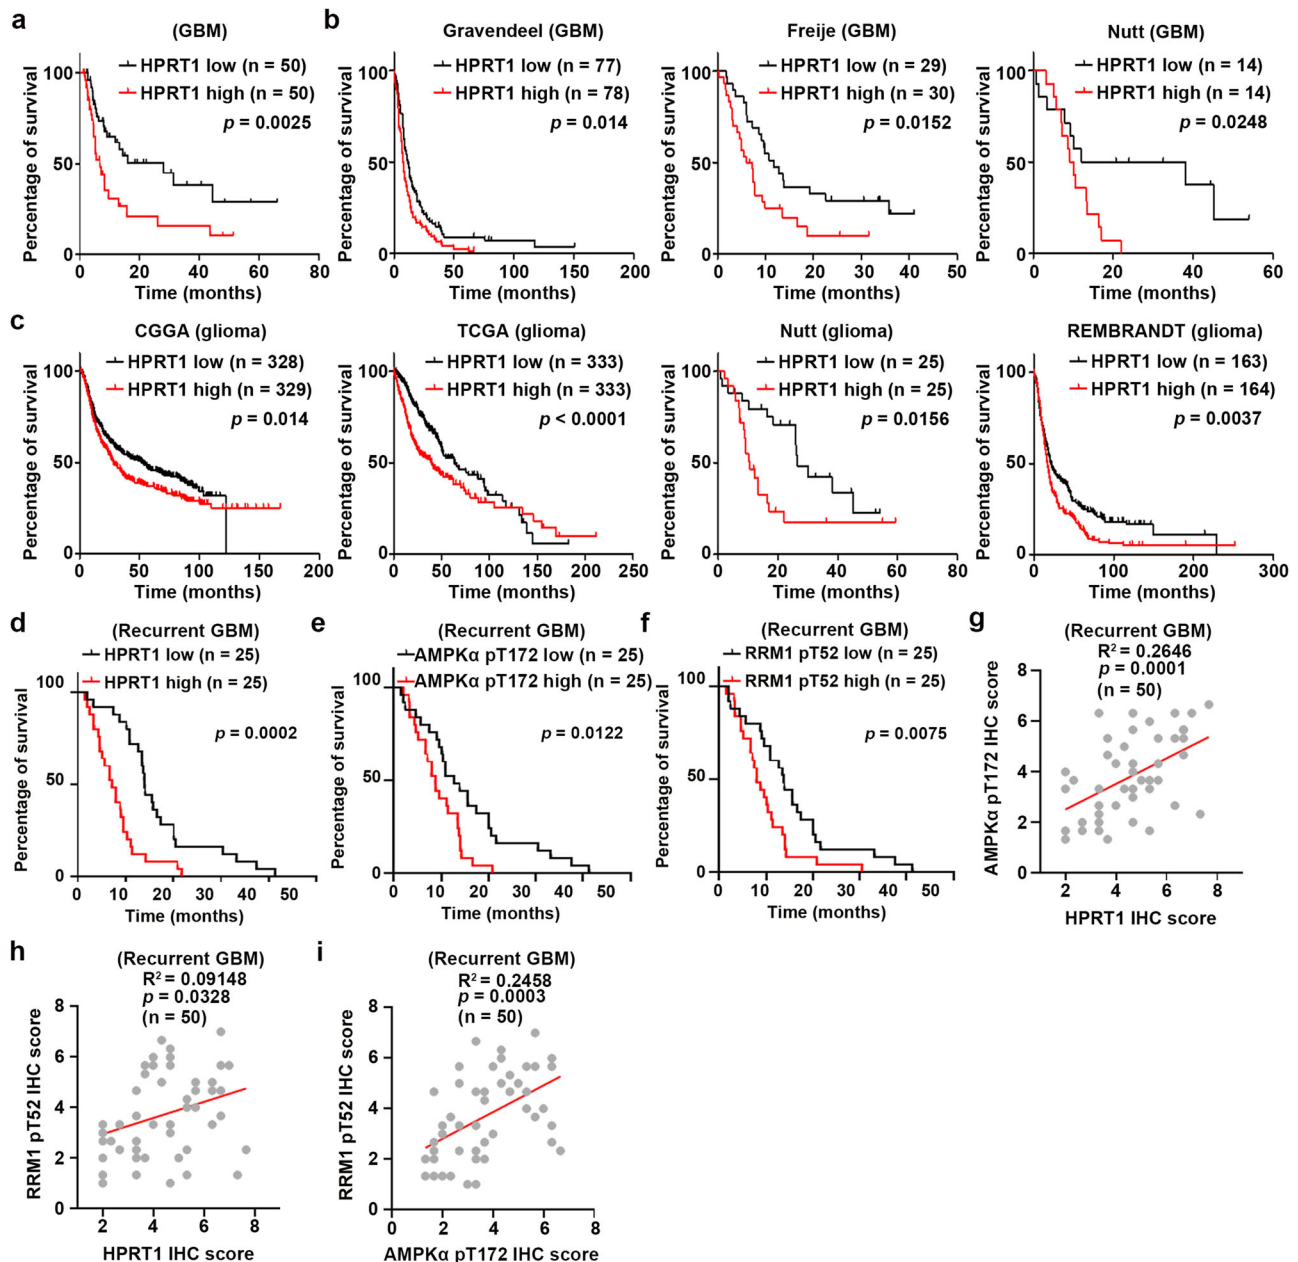 a
(GBM)
HPRT1 low (n = 50)
HPRT1 high (n = 50)
p = 0.0025
Percentage of survival
100
50
0
0 20 40 60 80
Time (months)
b
Gravendeel (GBM)
HPRT1 low (n = 77)
HPRT1 high (n = 78)
p = 0.014
Percentage of survival
100
50
0
0 50 100 150 200
Time (months)
Freije (GBM)
HPRT1 low (n = 29)
HPRT1 high (n = 30)
p = 0.0152
Percentage of survival
100
50
0
0 10 20 30 40 50
Time (months)
Nutt (GBM)
HPRT1 low (n = 14)
HPRT1 high (n = 14)
p = 0.0248
Percentage of survival
100
50
0
0 20 40 60
Time (months)
c
CGGA (glioma)
HPRT1 low (n = 328)
HPRT1 high (n = 329)
p = 0.014
Percentage of survival
100
50
0
0 50 100 150 200
Time (months)
TCGA (glioma)
HPRT1 low (n = 333)
HPRT1 high (n = 333)
p < 0.0001
Percentage of survival
100
50
0
0 50 100 150 200 250
Time (months)
Nutt (glioma)
HPRT1 low (n = 25)
HPRT1 high (n = 25)
p = 0.0156
Percentage of survival
100
50
0
0 20 40 60 80
Time (months)
REMBRANDT (glioma)
HPRT1 low (n = 163)
HPRT1 high (n = 164)
p = 0.0037
Percentage of survival
100
50
0
0 100 200 300
Time (months)
d
(Recurrent GBM)
HPRT1 low (n = 25)
HPRT1 high (n = 25)
p = 0.0002
Percentage of survival
100
50
0
0 10 20 30 40 50
Time (months)
e
(Recurrent GBM)
AMPKα pT172 low (n = 25)
AMPKα pT172 high (n = 25)
p = 0.0122
Percentage of survival
100
50
0
0 10 20 30 40 50
Time (months)
f
(Recurrent GBM)
RRM1 pT52 low (n = 25)
RRM1 pT52 high (n = 25)
p = 0.0075
Percentage of survival
100
50
0
0 10 20 30 40 50
Time (months)
g
(Recurrent GBM)
R² = 0.2646
p = 0.0001
(n = 50)
AMPKα pT172 IHC score
8
6
4
2
0
2 4 6 8
HPRT1 IHC score
h
(Recurrent GBM)
R² = 0.09148
p = 0.0328
(n = 50)
RRM1 pT52 IHC score
8
6
4
2
0
2 4 6 8
HPRT1 IHC score
i
(Recurrent GBM)
R² = 0.2458
p = 0.0003
(n = 50)
RRM1 pT52 IHC score
8
6
4
2
0
0 2 4 6 8
AMPKα pT172 IHC score